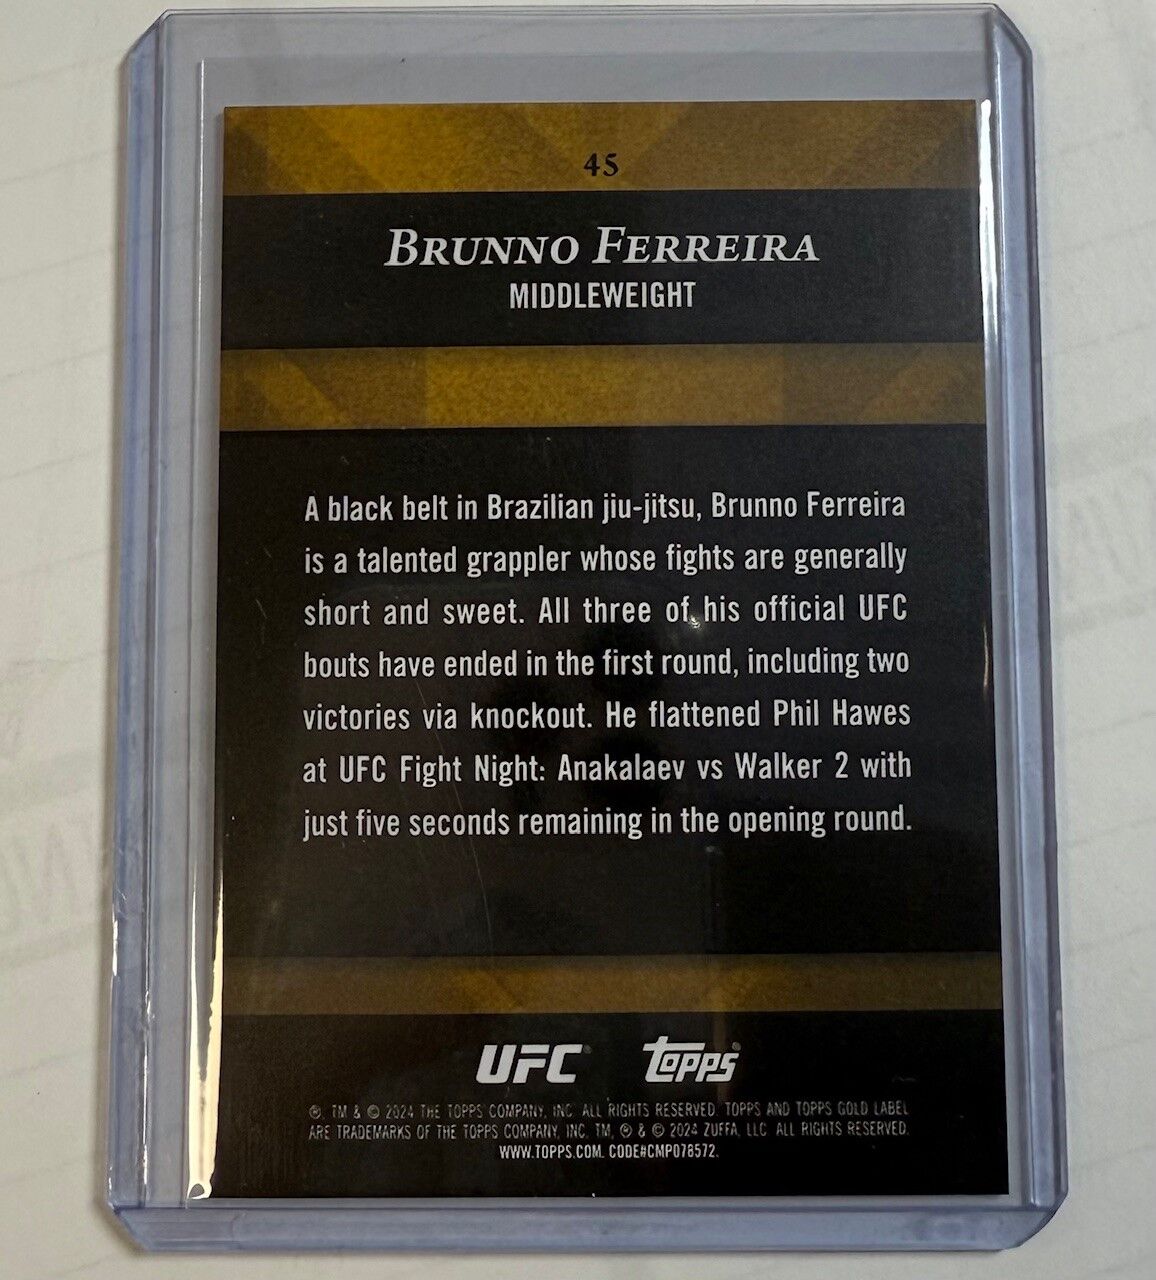 45
BRUNNO FERREIRA
MIDDLEWEIGHT
A black belt in Brazilian jiu-jitsu, Brunno Ferreira
is a talented grappler whose fights are generally
short and sweet. All three of his official UFC
bouts have ended in the first round, including two
victories via knockout. He flattened Phil Hawes
at UFC Fight Night: Anakalaev vs Walker 2 with
just five seconds remaining in the opening round.
UFC® topps®
®, TM & © 2024 THE TOPPS COMPANY, INC. ALL RIGHTS RESERVED. TOPPS AND TOPPS GOLD LABEL
ARE TRADEMARKS OF THE TOPPS COMPANY, INC. TM, ® & © 2024 ZUFFA, LLC. ALL RIGHTS RESERVED.
WWW.TOPPS.COM. CODE#CMP078572.